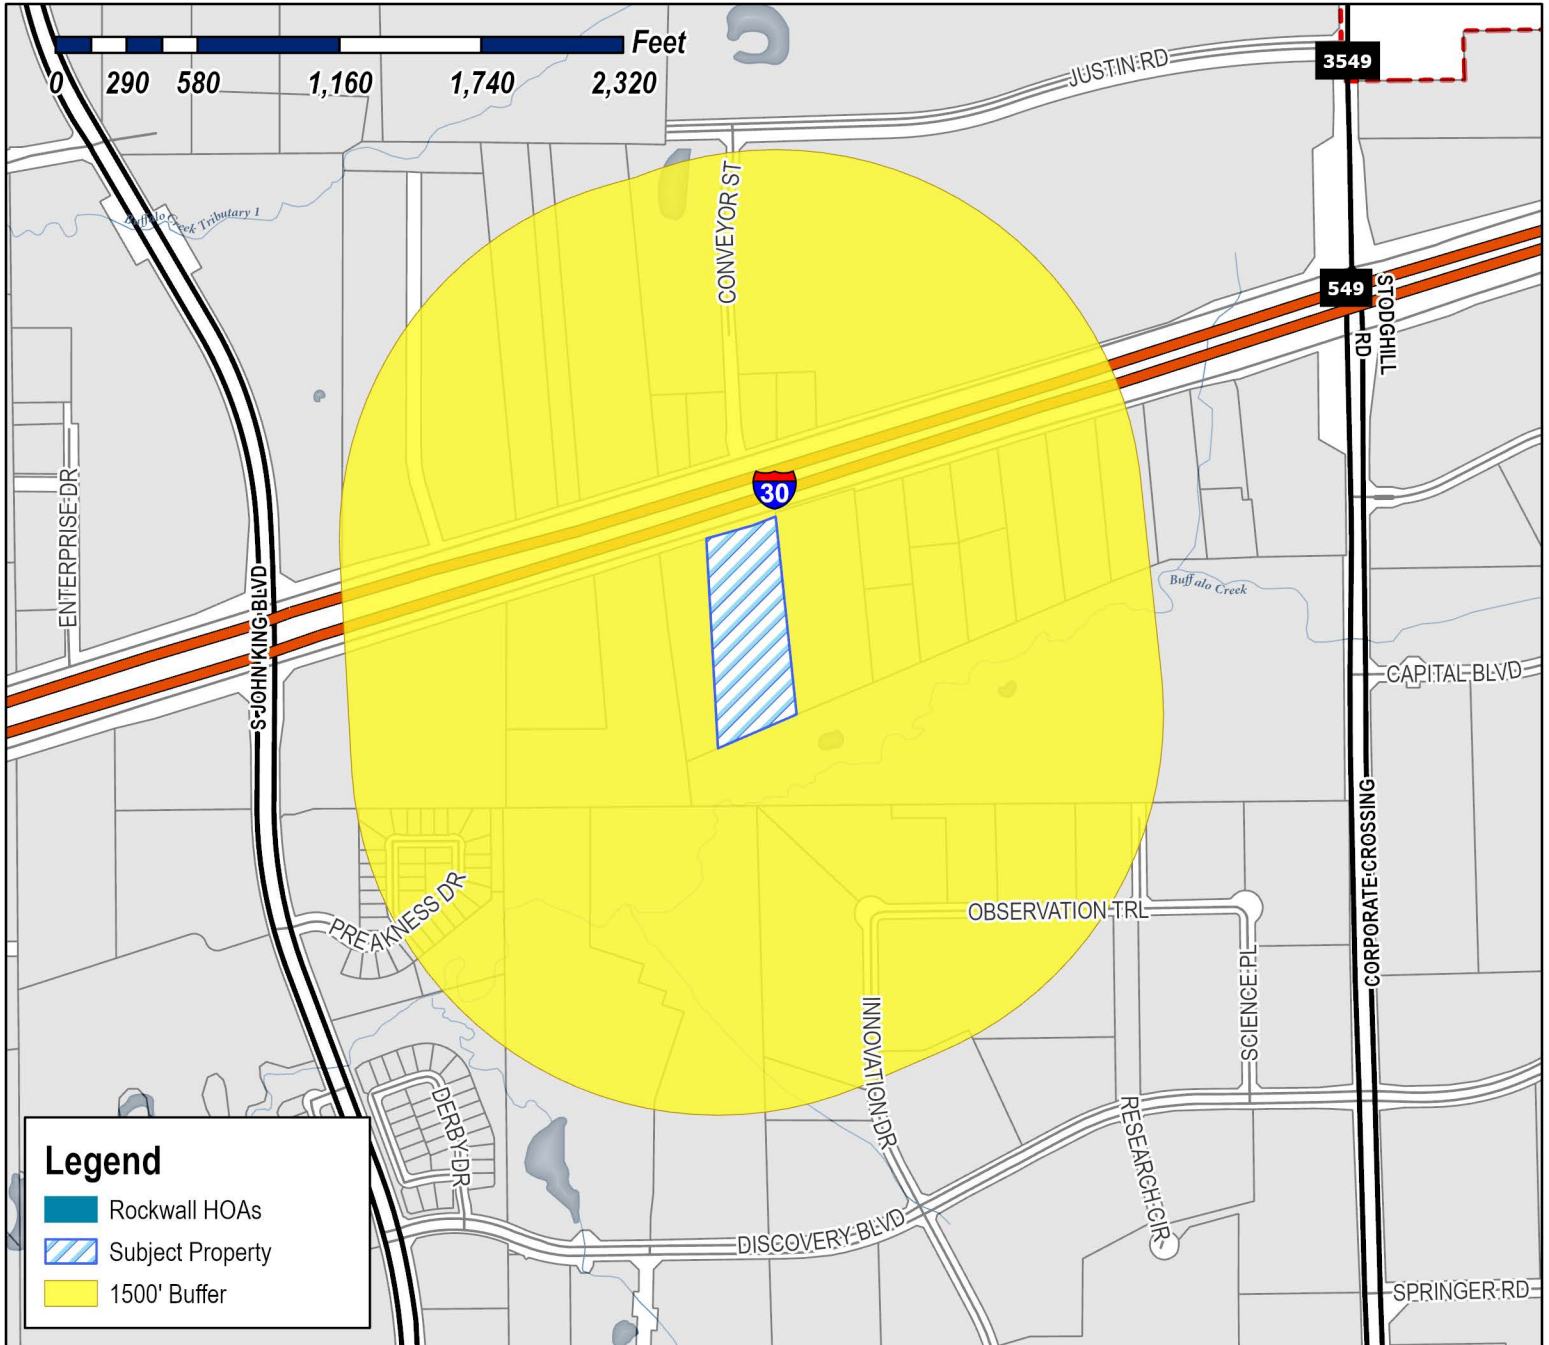 Feet
0 290 580 1,160 1,740 2,320
JUSTIN RD
3549
CONVEYOR ST
Buffalo Creek Tributary 1
549
STODGHILL
RD
ENTERPRISE DR
30
S JOHN KING BLVD
Buffalo Creek
CAPITAL BLVD
CORPORATE CROSSING
PREAKNESS DR
OBSERVATION TRL
SCIENCE PL
INNOVATION DR
DERBY DR
RESEARCH CIR
DISCOVERY BLVD
SPRINGER RD
Legend
Rockwall HOAs
Subject Property
1500' Buffer